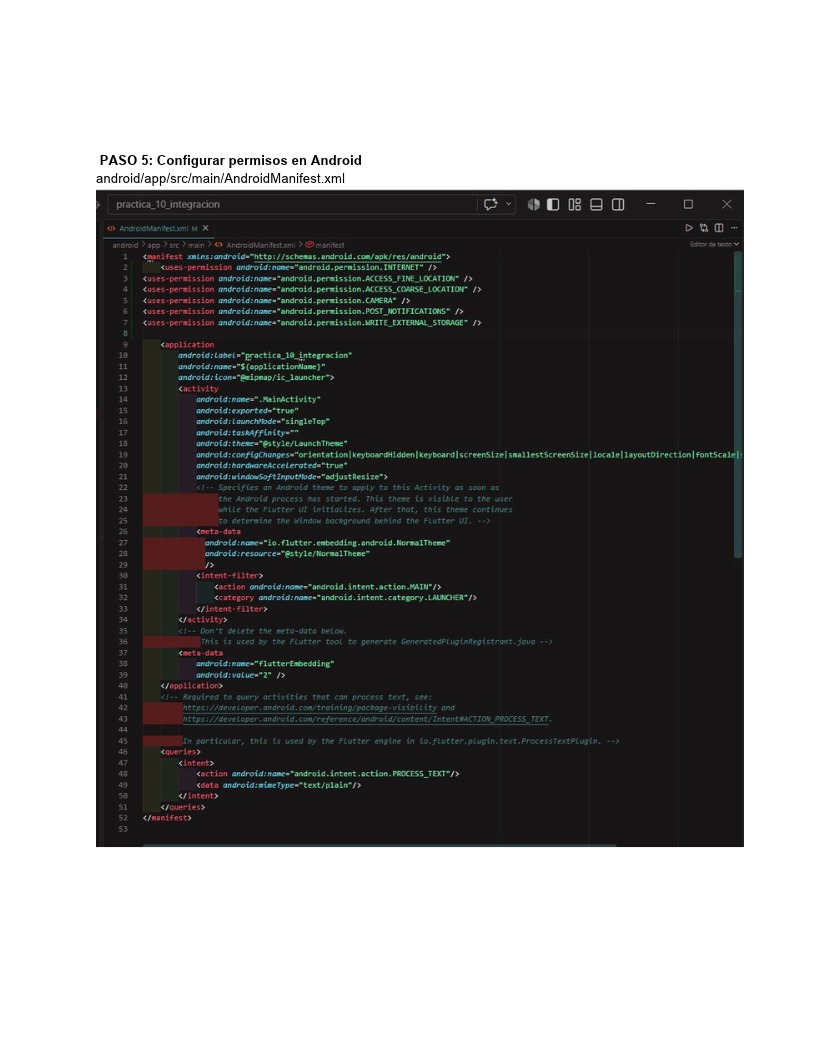 PASO 5: Configurar permisos en Android
android/app/src/main/AndroidManifest.xml
practica_10_integracion
AndroidManifest.xml M
android > app > src > main > AndroidManifest.xml > manifest
Editor de texto
1 <manifest xmlns:android="http://schemas.android.com/apk/res/android">
2 <uses-permission android:name="android.permission.INTERNET" />
3 <uses-permission android:name="android.permission.ACCESS_FINE_LOCATION" />
4 <uses-permission android:name="android.permission.ACCESS_COARSE_LOCATION" />
5 <uses-permission android:name="android.permission.CAMERA" />
6 <uses-permission android:name="android.permission.POST_NOTIFICATIONS" />
7 <uses-permission android:name="android.permission.WRITE_EXTERNAL_STORAGE" />
8
9 <application
10 android:label="practica_10_integracion"
11 android:name="${applicationName}"
12 android:icon="@mipmap/ic_launcher">
13 <activity
14 android:name=".MainActivity"
15 android:exported="true"
16 android:launchMode="singleTop"
17 android:taskAffinity=""
18 android:theme="@style/LaunchTheme"
19 android:configChanges="orientation|keyboardHidden|keyboard|screenSize|smallestScreenSize|locale|layoutDirection|fontScale|
20 android:hardwareAccelerated="true"
21 android:windowSoftInputMode="adjustResize">
22 <!-- Specifies an Android theme to apply to this Activity as soon as
23 the Android process has started. This theme is visible to the user
24 while the Flutter UI initializes. After that, this theme continues
25 to determine the Window background behind the Flutter UI. -->
26 <meta-data
27 android:name="io.flutter.embedding.android.NormalTheme"
28 android:resource="@style/NormalTheme"
29 />
30 <intent-filter>
31 <action android:name="android.intent.action.MAIN"/>
32 <category android:name="android.intent.category.LAUNCHER"/>
33 </intent-filter>
34 </activity>
35 <!-- Don't delete the meta-data below.
36 This is used by the Flutter tool to generate GeneratedPluginRegistrant.java -->
37 <meta-data
38 android:name="flutterEmbedding"
39 android:value="2" />
40 </application>
41 <!-- Required to query activities that can process text, see:
42 https://developer.android.com/training/package-visibility and
43 https://developer.android.com/reference/android/content/Intent#ACTION_PROCESS_TEXT.
44
45 In particular, this is used by the Flutter engine in io.flutter.plugin.text.ProcessTextPlugin. -->
46 <queries>
47 <intent>
48 <action android:name="android.intent.action.PROCESS_TEXT"/>
49 <data android:mimeType="text/plain"/>
50 </intent>
51 </queries>
52 </manifest>
53